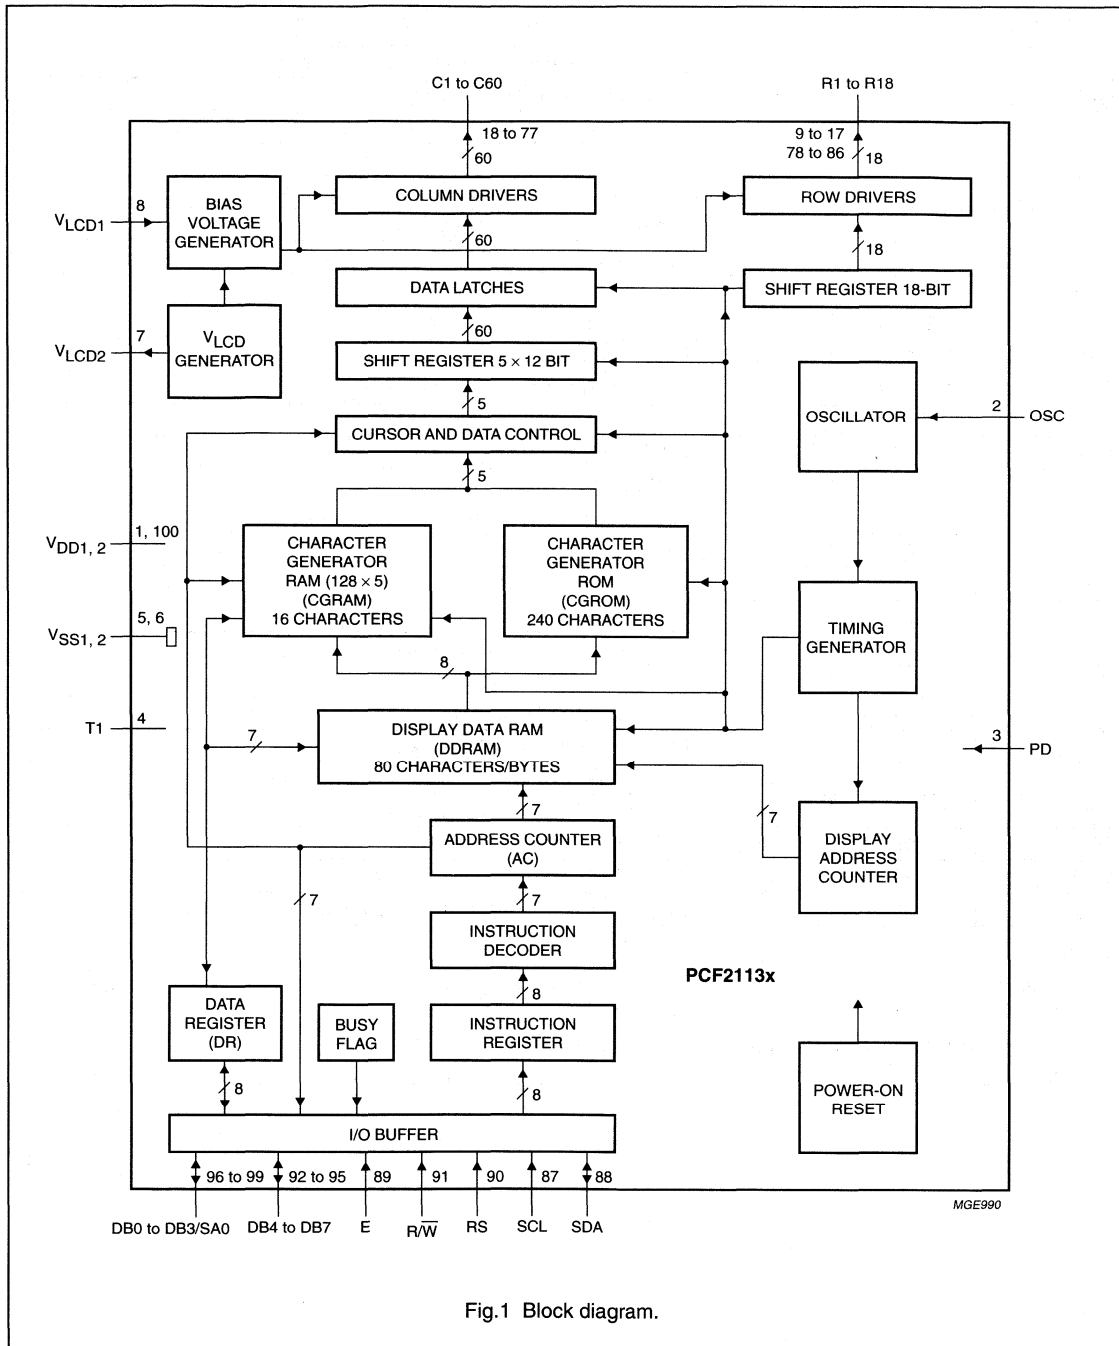 C1 to C60
R1 to R18
18 to 77
60
9 to 17
78 to 86
18
COLUMN DRIVERS
ROW DRIVERS
VLCD1
8
BIAS
VOLTAGE
GENERATOR
60
18
DATA LATCHES
SHIFT REGISTER 18-BIT
VLCD2
7
VLCD
GENERATOR
60
SHIFT REGISTER 5 × 12 BIT
5
CURSOR AND DATA CONTROL
5
OSCILLATOR
2
OSC
VDD1, 2
1, 100
CHARACTER
GENERATOR
RAM (128 × 5)
(CGRAM)
16 CHARACTERS
CHARACTER
GENERATOR
ROM
(CGROM)
240 CHARACTERS
VSS1, 2
5, 6
TIMING
GENERATOR
8
T1
4
7
DISPLAY DATA RAM
(DDRAM)
80 CHARACTERS/BYTES
3
PD
7
7
ADDRESS COUNTER
(AC)
DISPLAY
ADDRESS
COUNTER
7
7
INSTRUCTION
DECODER
PCF2113x
8
DATA
REGISTER
(DR)
BUSY
FLAG
INSTRUCTION
REGISTER
8
8
POWER-ON
RESET
I/O BUFFER
96 to 99
92 to 95
89
91
90
87
88
DB0 to DB3/SA0
DB4 to DB7
E
R/W̅
RS
SCL
SDA
MGE990
Fig.1 Block diagram.